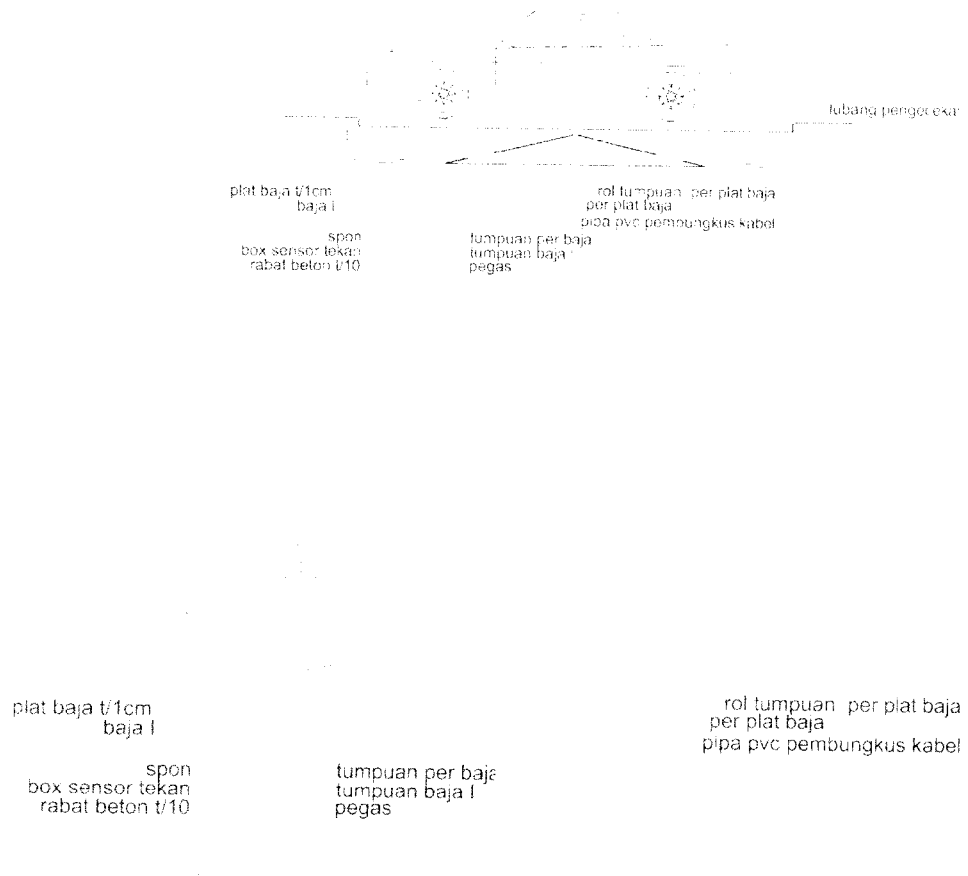 lubang pengecekan
plat baja t/1cm
baja I
rol tumpuan per plat baja
per plat baja
pipa pvc pembungkus kabel
spon
box sensor tekan
rabat beton t/10
tumpuan per baja
tumpuan baja I
pegas
plat baja t/1cm
baja I
rol tumpuan per plat baja
per plat baja
pipa pvc pembungkus kabel
spon
box sensor tekan
rabat beton t/10
tumpuan per baja
tumpuan baja I
pegas